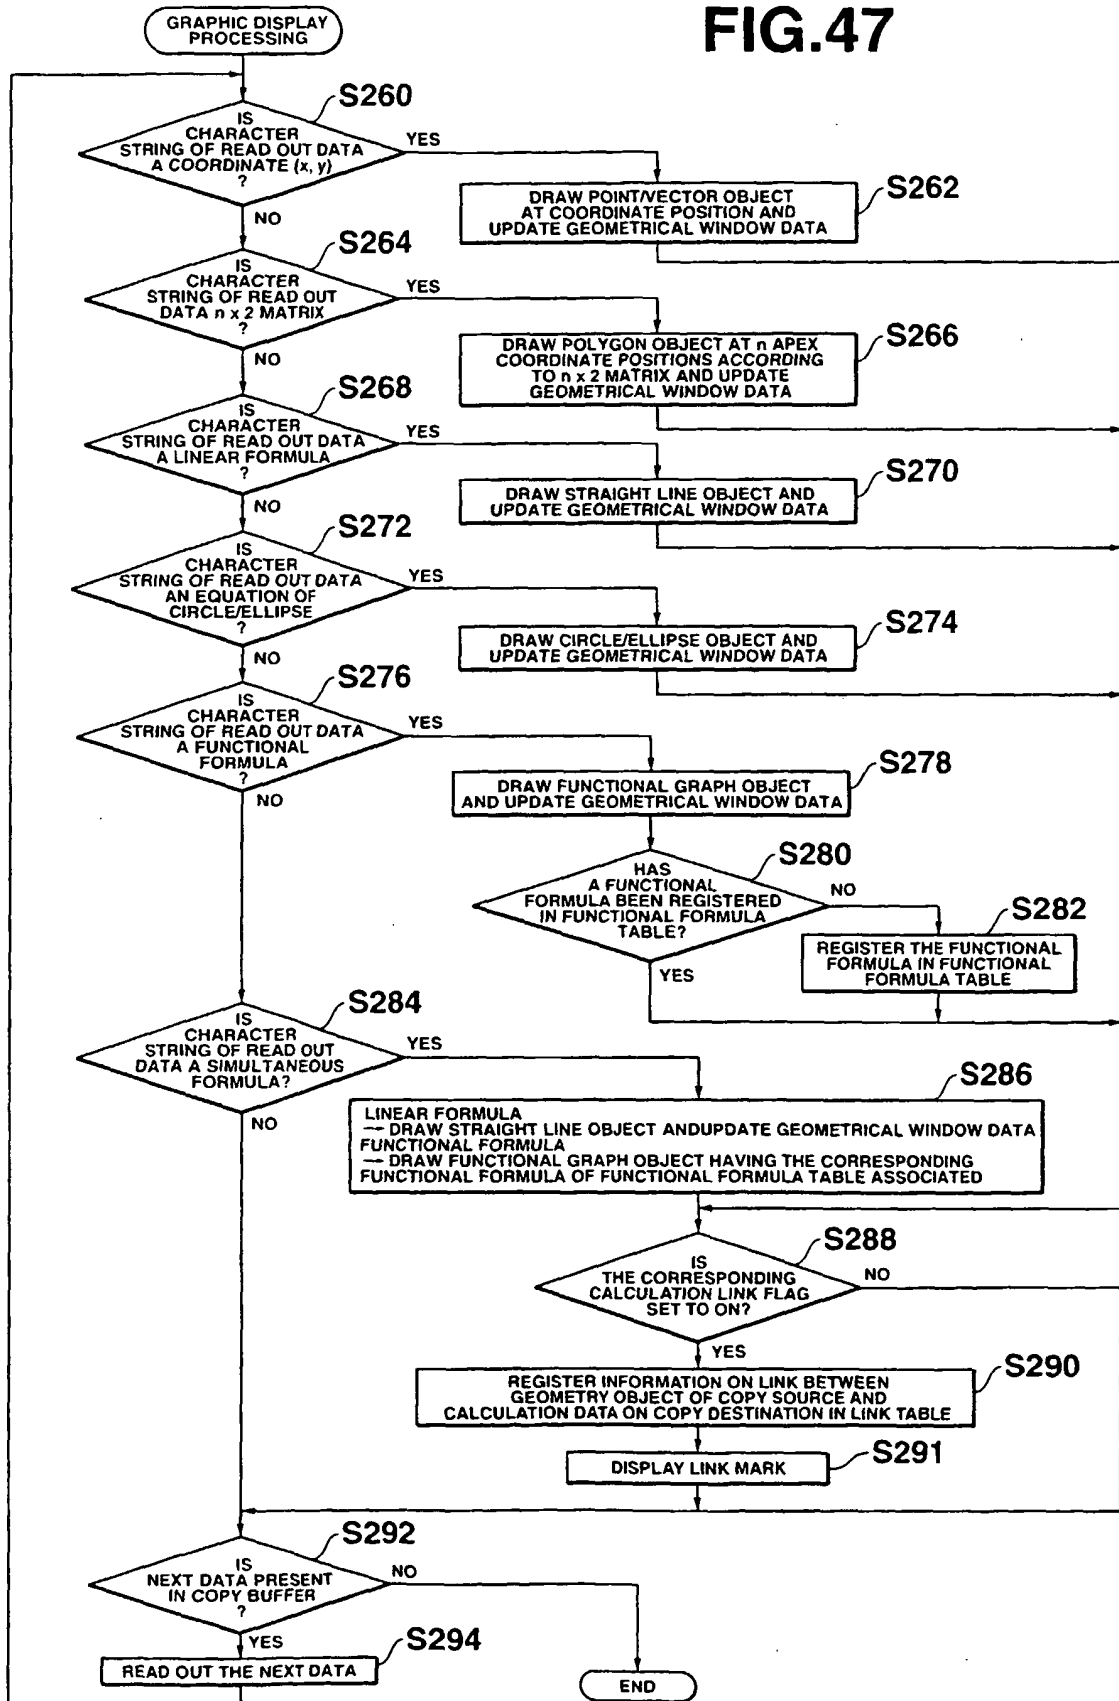 GRAPHIC DISPLAY
PROCESSING
FIG.47
S260
IS
CHARACTER
STRING OF READ OUT DATA
A COORDINATE (x, y)
?
YES
NO
DRAW POINT/VECTOR OBJECT
AT COORDINATE POSITION AND
UPDATE GEOMETRICAL WINDOW DATA
S262
S264
IS
CHARACTER
STRING OF READ OUT
DATA n x 2 MATRIX
?
YES
NO
DRAW POLYGON OBJECT AT n APEX
COORDINATE POSITIONS ACCORDING
TO n x 2 MATRIX AND UPDATE
GEOMETRICAL WINDOW DATA
S266
S268
IS
CHARACTER
STRING OF READ OUT DATA
A LINEAR FORMULA
?
YES
NO
DRAW STRAIGHT LINE OBJECT AND
UPDATE GEOMETRICAL WINDOW DATA
S270
S272
IS
CHARACTER
STRING OF READ OUT DATA
AN EQUATION OF
CIRCLE/ELLIPSE
?
YES
NO
DRAW CIRCLE/ELLIPSE OBJECT AND
UPDATE GEOMETRICAL WINDOW DATA
S274
S276
IS
CHARACTER
STRING OF READ OUT DATA
A FUNCTIONAL
FORMULA
?
YES
NO
DRAW FUNCTIONAL GRAPH OBJECT
AND UPDATE GEOMETRICAL WINDOW DATA
S278
S280
HAS
A FUNCTIONAL
FORMULA BEEN REGISTERED
IN FUNCTIONAL FORMULA
TABLE?
NO
YES
S282
REGISTER THE FUNCTIONAL
FORMULA IN FUNCTIONAL
FORMULA TABLE
S284
IS
CHARACTER
STRING OF READ OUT
DATA A SIMULTANEOUS
FORMULA?
YES
NO
S286
LINEAR FORMULA
→ DRAW STRAIGHT LINE OBJECT ANDUPDATE GEOMETRICAL WINDOW DATA
FUNCTIONAL FORMULA
→ DRAW FUNCTIONAL GRAPH OBJECT HAVING THE CORRESPONDING
FUNCTIONAL FORMULA OF FUNCTIONAL FORMULA TABLE ASSOCIATED
S288
IS
THE CORRESPONDING
CALCULATION LINK FLAG
SET TO ON?
NO
YES
S290
REGISTER INFORMATION ON LINK BETWEEN
GEOMETRY OBJECT OF COPY SOURCE AND
CALCULATION DATA ON COPY DESTINATION IN LINK TABLE
S291
DISPLAY LINK MARK
S292
IS
NEXT DATA PRESENT
IN COPY BUFFER
?
NO
YES
S294
READ OUT THE NEXT DATA
END